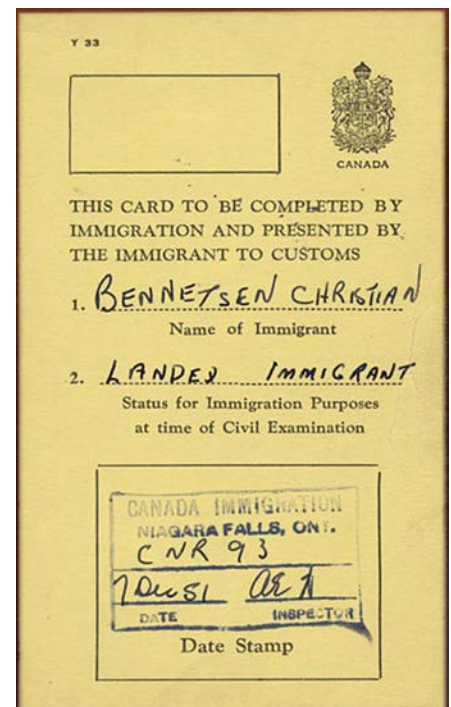 Y 33
CANADA
THIS CARD TO BE COMPLETED BY
IMMIGRATION AND PRESENTED BY
THE IMMIGRANT TO CUSTOMS
1. BENNETSEN CHRISTIAN
Name of Immigrant
2. LANDED IMMIGRANT
Status for Immigration Purposes
at time of Civil Examination
CANADA IMMIGRATION
NIAGARA FALLS, ONT.
CNR 93
7 Dec 51
DATE INSPECTOR
Date Stamp